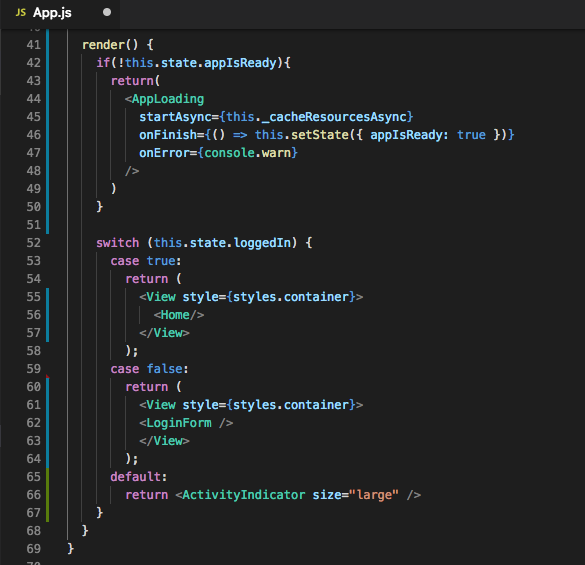 JS App.js
41 render() {
42 if(!this.state.appIsReady){
43 return(
44 <AppLoading
45 startAsync={this._cacheResourcesAsync}
46 onFinish={() => this.setState({ appIsReady: true })}
47 onError={console.warn}
48 />
49 )
50 }
51
52 switch (this.state.loggedIn) {
53 case true:
54 return (
55 <View style={styles.container}>
56 <Home/>
57 </View>
58 );
59 case false:
60 return (
61 <View style={styles.container}>
62 <LoginForm />
63 </View>
64 );
65 default:
66 return <ActivityIndicator size="large" />
67 }
68 }
69 }